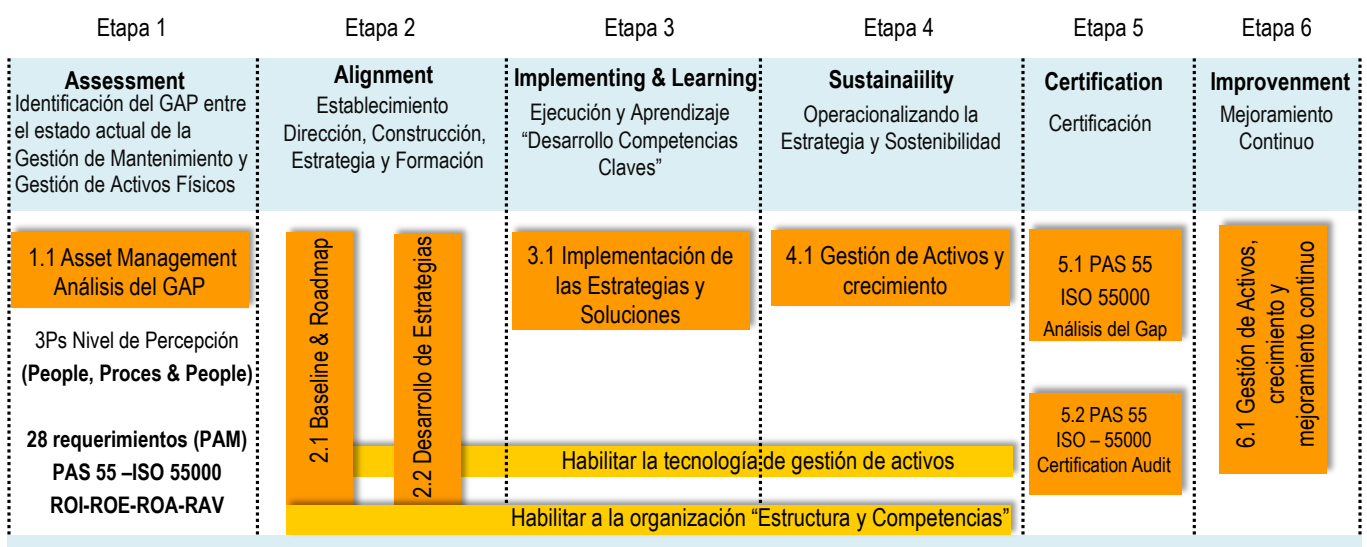 Etapa 1
Etapa 2
Etapa 3
Etapa 4
Etapa 5
Etapa 6
Assessment
Identificación del GAP entre
el estado actual de la
Gestión de Mantenimiento y
Gestión de Activos Físicos
Alignment
Establecimiento
Dirección, Construcción,
Estrategia y Formación
Implementing & Learning
Ejecución y Aprendizaje
“Desarrollo Competencias
Claves”
Sustainaiility
Operacionalizando la
Estrategia y Sostenibilidad
Certification
Certificación
Improvenment
Mejoramiento
Continuo
1.1 Asset Management
Análisis del GAP
3Ps Nivel de Percepción
(People, Proces & People)
28 requerimientos (PAM)
PAS 55 –ISO 55000
ROI-ROE-ROA-RAV
2.1 Baseline & Roadmap
2.2 Desarrollo de Estrategias
3.1 Implementación de
las Estrategias y
Soluciones
4.1 Gestión de Activos y
crecimiento
5.1 PAS 55
ISO 55000
Análisis del Gap
5.2 PAS 55
ISO – 55000
Certification Audit
6.1 Gestión de Activos,
crecimiento y
mejoramiento continuo
Habilitar la tecnología de gestión de activos
Habilitar a la organización “Estructura y Competencias”